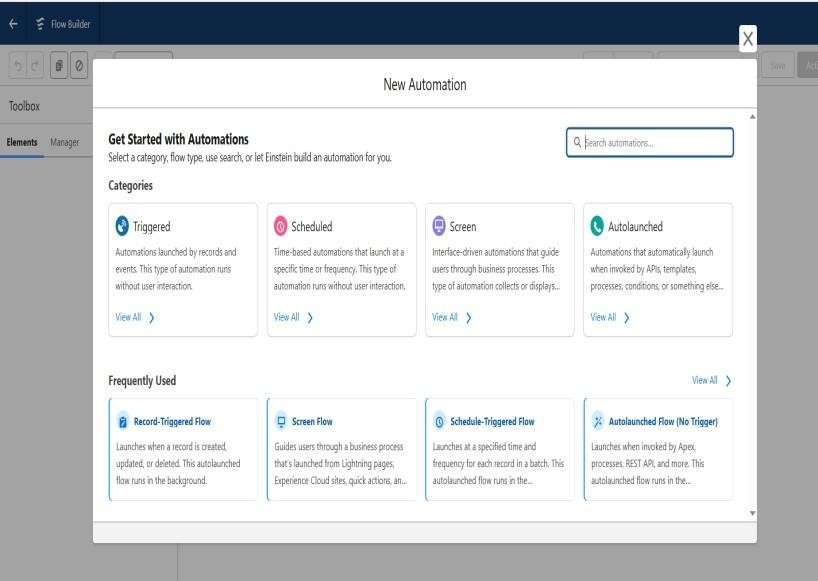 Flow Builder
Save
Toolbox
Elements Manager
X
New Automation
Get Started with Automations
Select a category, flow type, use search, or let Einstein build an automation for you.
Search automations...
Categories
Triggered
Automations launched by records and
events. This type of automation runs
without user interaction.
View All
Scheduled
Time-based automations that launch at a
specific time or frequency. This type of
automation runs without user interaction.
View All
Screen
Interface-driven automations that guide
users through business processes. This
type of automation collects or displays...
View All
Autolaunched
Automations that automatically launch
when invoked by APIs, templates,
processes, conditions, or something else...
View All
Frequently Used
View All
Record-Triggered Flow
Launches when a record is created,
updated, or deleted. This autolaunched
flow runs in the background.
Screen Flow
Guides users through a business process
that's launched from Lightning pages,
Experience Cloud sites, quick actions, an...
Schedule-Triggered Flow
Launches at a specified time and
frequency for each record in a batch. This
autolaunched flow runs in the...
Autolaunched Flow (No Trigger)
Launches when invoked by Apex,
processes, REST API, and more. This
autolaunched flow runs in the...